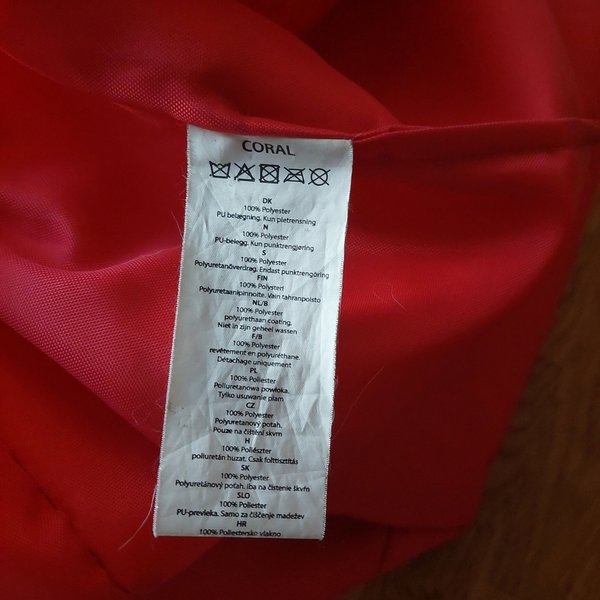 CORAL
DK
100% Polyester
PU belægning. Kun pletrensning
N
100% Polyester
PU-belegg. Kun punktrengjøring
S
100% Polyester
Polyuretanöverdrag. Endast punktrengöring
FIN
100% Polysteri
Polyuretaanipinnoite. Vain tahranpoisto
NL/B
100% Polyester
polyurethaan coating.
Niet in zijn geheel wassen
F/B
100% Polyester
revêtement en polyuréthane.
Détachage uniquement
PL
100% Poliester
Poliuretanowa powłoka.
Tylko usuwanie plam
CZ
100% Polyester
Polyuretanový potah.
Pouze na čištění skvrn
H
100% Poliészter
poliuretán huzat. Csak folttisztítás
SK
100% Polyester
Polyuretánový poťah. iba na čistenie škvŕn
SLO
100% Poliester
PU-prevleka. Samo za čiščenje madežev
HR
100% Poliestersko vlakno